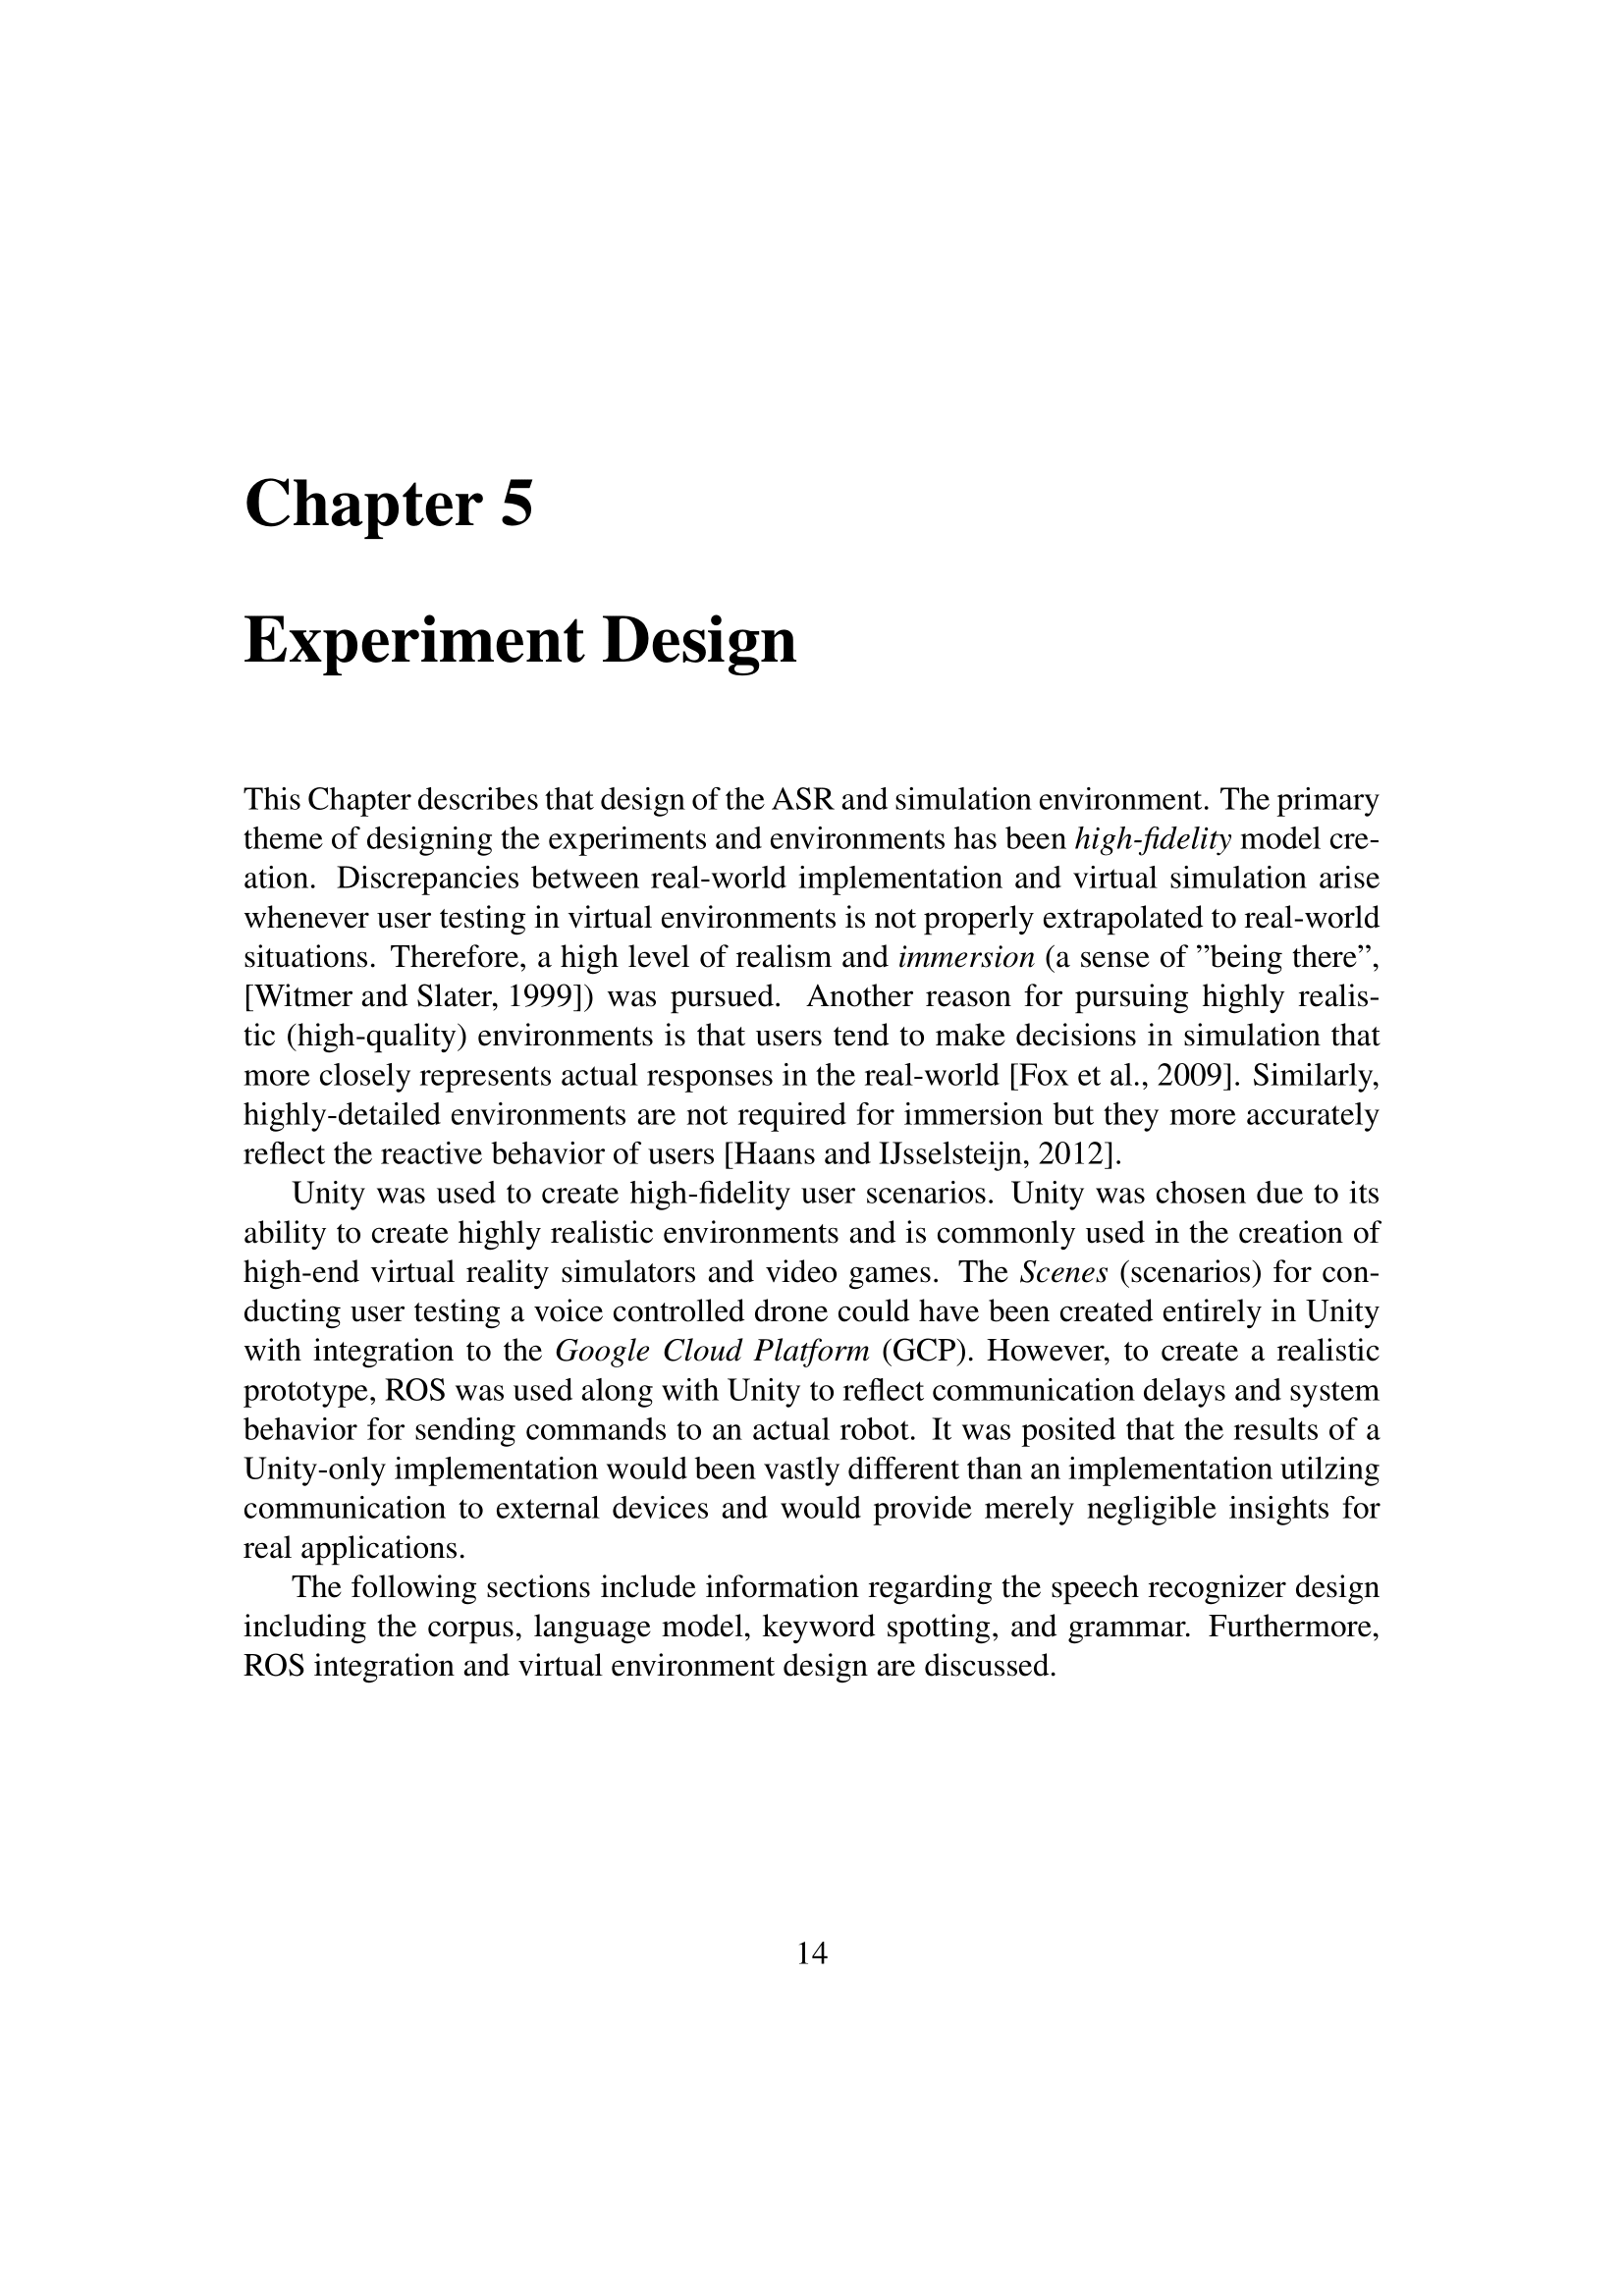 Chapter 5
Experiment Design
This Chapter describes that design of the ASR and simulation environment. The primary
theme of designing the experiments and environments has been high-fidelity model cre-
ation. Discrepancies between real-world implementation and virtual simulation arise
whenever user testing in virtual environments is not properly extrapolated to real-world
situations. Therefore, a high level of realism and immersion (a sense of ”being there”,
[Witmer and Slater, 1999]) was pursued. Another reason for pursuing highly realis-
tic (high-quality) environments is that users tend to make decisions in simulation that
more closely represents actual responses in the real-world [Fox et al., 2009]. Similarly,
highly-detailed environments are not required for immersion but they more accurately
reflect the reactive behavior of users [Haans and IJsselsteijn, 2012].
Unity was used to create high-fidelity user scenarios. Unity was chosen due to its
ability to create highly realistic environments and is commonly used in the creation of
high-end virtual reality simulators and video games. The Scenes (scenarios) for con-
ducting user testing a voice controlled drone could have been created entirely in Unity
with integration to the Google Cloud Platform (GCP). However, to create a realistic
prototype, ROS was used along with Unity to reflect communication delays and system
behavior for sending commands to an actual robot. It was posited that the results of a
Unity-only implementation would been vastly different than an implementation utilzing
communication to external devices and would provide merely negligible insights for
real applications.
The following sections include information regarding the speech recognizer design
including the corpus, language model, keyword spotting, and grammar. Furthermore,
ROS integration and virtual environment design are discussed.
14